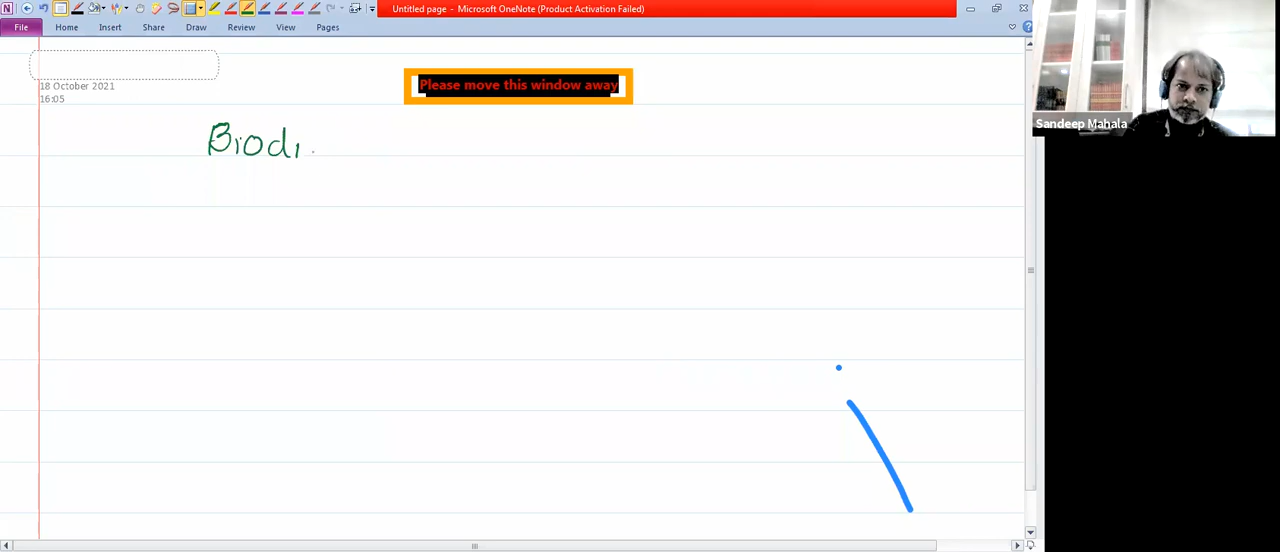 Untitled page - Microsoft OneNote (Product Activation Failed)
File Home Insert Share Draw Review View Pages
Please move this window away
18 October 2021
16:05
Biodi
Sandeep Mahala